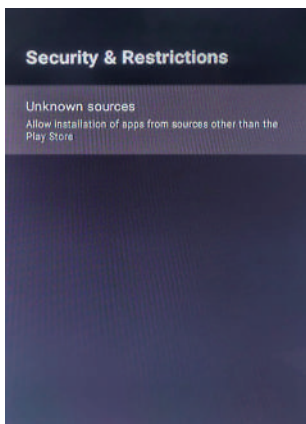 Security & Restrictions
Unknown sources
Allow installation of apps from sources other than the
Play Store